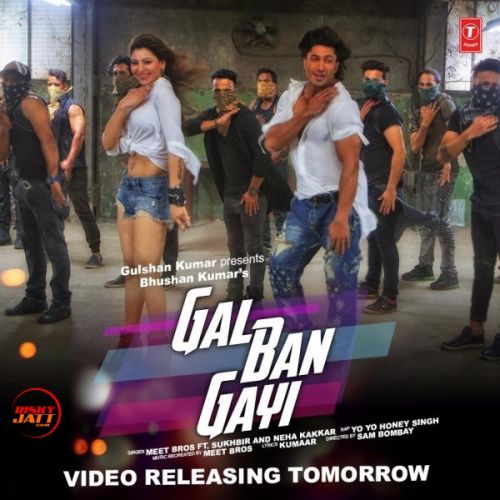 T
T-Series
Gulshan Kumar presents
Bhushan Kumar's
GAL BAN
GAYI
SINGER MEET BROS FT. SUKHBIR AND NEHA KAKKAR RAP YO YO HONEY SINGH
MUSIC RECREATED BY MEET BROS LYRICS KUMAAR DIRECTED BY SAM BOMBAY
RISKY
JATT
.COM
VIDEO RELEASING TOMORROW